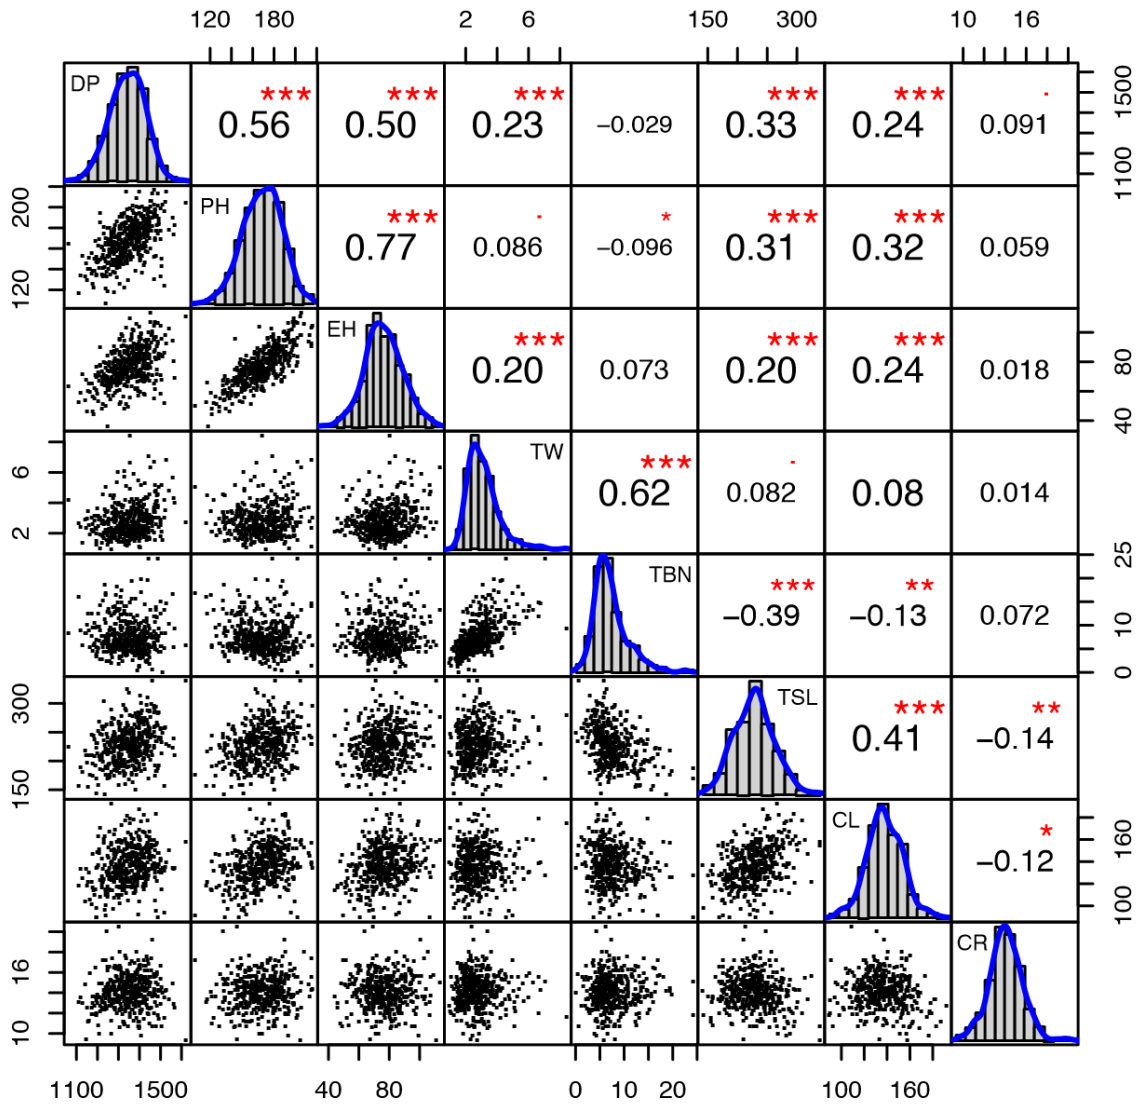 120 180 2 6 150 300 10 16
DP *** *** *** *** *** .
0.56 0.50 0.23 −0.029 0.33 0.24 0.091
1500
1100
PH *** . * *** ***
0.77 0.086 −0.096 0.31 0.32 0.059
200
120
EH *** *** ***
0.20 0.073 0.20 0.24 0.018
80
40
TW *** .
0.62 0.082 0.08 0.014
6
2
TBN *** **
−0.39 −0.13 0.072
25
10
0
TSL *** **
0.41 −0.14
300
150
CL *
−0.12
160
100
CR
16
10
1100 1500 40 80 0 10 20 100 160